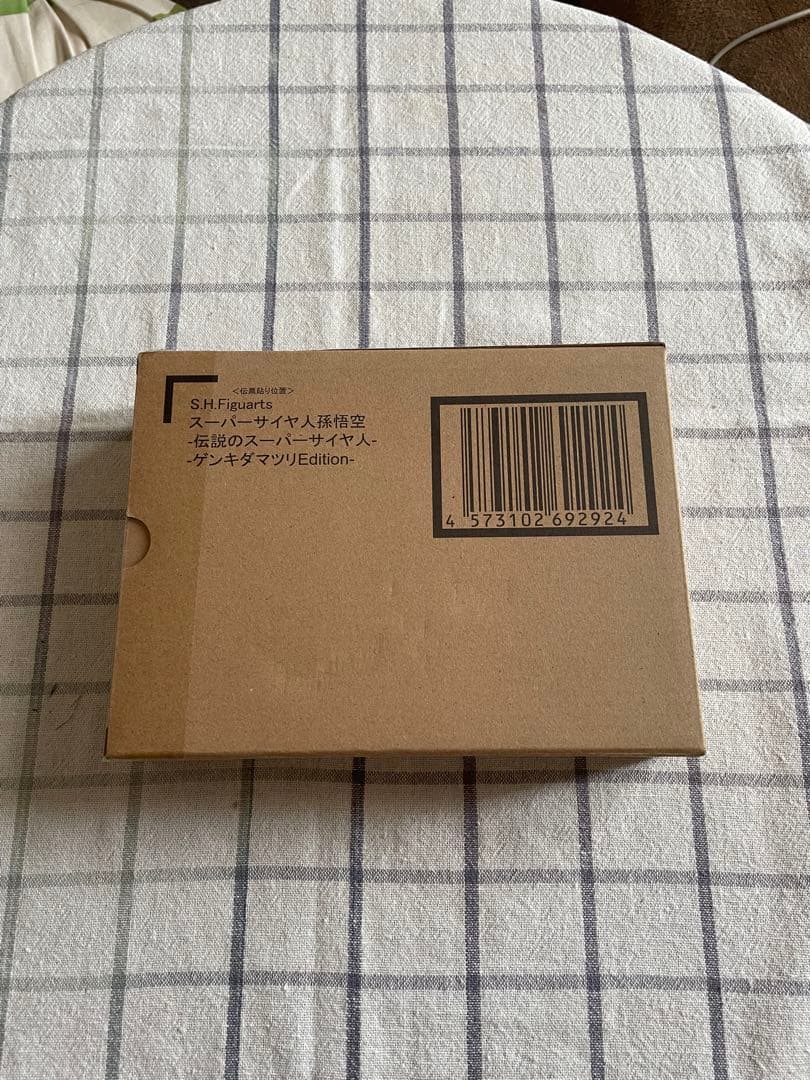 ＜伝票貼り位置＞
S.H.Figuarts
スーパーサイヤ人孫悟空
-伝説のスーパーサイヤ人-
-ゲンキダマツリEdition-
4 573102 692924